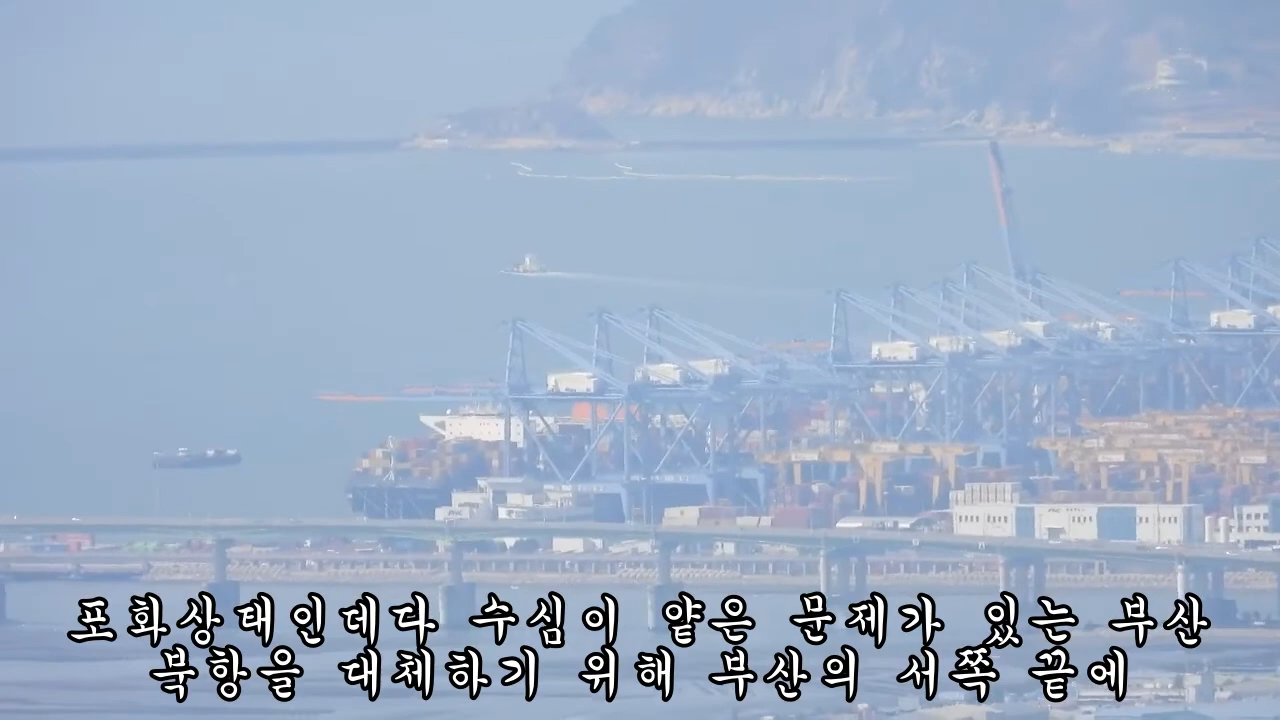 포화상태인데다 수심이 얕은 문제가 있는 부산
북항을 대체하기 위해 부산의 서쪽 끝에